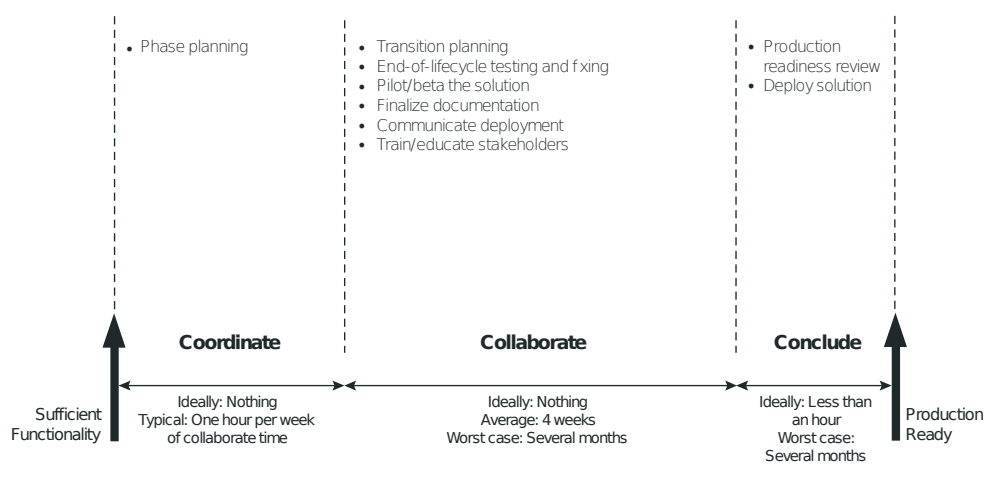 • Phase planning
• Transition planning
• End-of-lifecycle testing and fxing
• Pilot/beta the solution
• Finalize documentation
• Communicate deployment
• Train/educate stakeholders
• Production
readiness review
• Deploy solution
Coordinate
Collaborate
Conclude
Sufficient
Functionality
Ideally: Nothing
Typical: One hour per week
of collaborate time
Ideally: Nothing
Average: 4 weeks
Worst case: Several months
Ideally: Less than
an hour
Worst case:
Several months
Production
Ready